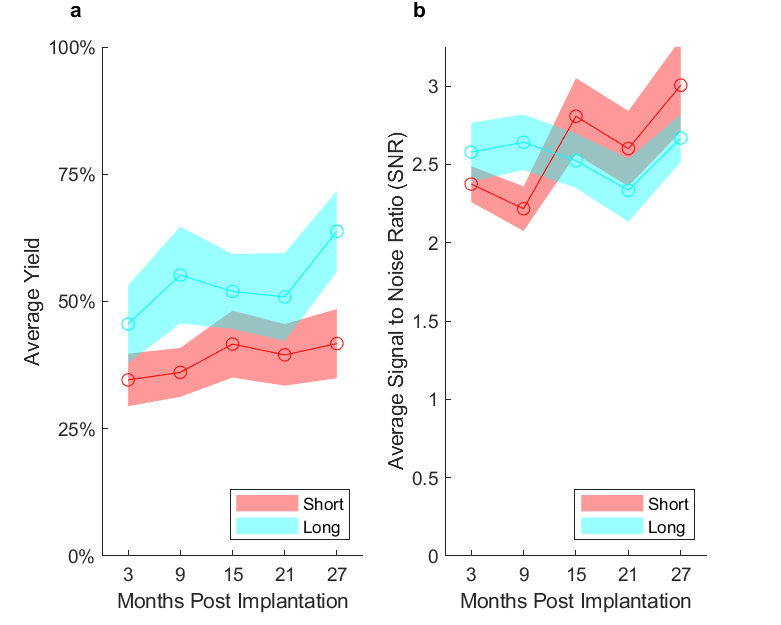 a
100%
75%
50%
25%
0%
Average Yield
3 9 15 21 27
Months Post Implantation
Short
Long
b
3
2.5
2
1.5
1
0.5
0
Average Signal to Noise Ratio (SNR)
3 9 15 21 27
Months Post Implantation
Short
Long